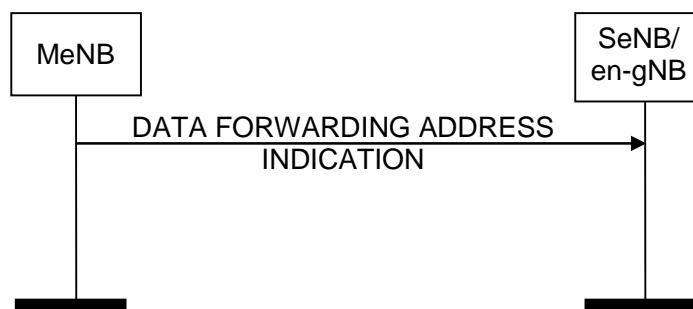 MeNB
SeNB/
en-gNB
DATA FORWARDING ADDRESS
INDICATION